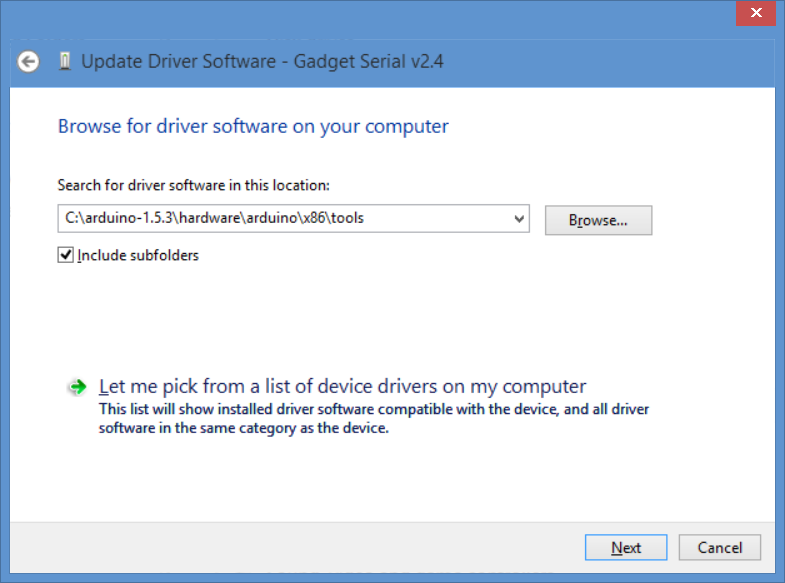 Update Driver Software - Gadget Serial v2.4
Browse for driver software on your computer
Search for driver software in this location:
C:\arduino-1.5.3\hardware\arduino\x86\tools
Browse...
Include subfolders
Let me pick from a list of device drivers on my computer
This list will show installed driver software compatible with the device, and all driver
software in the same category as the device.
Next
Cancel